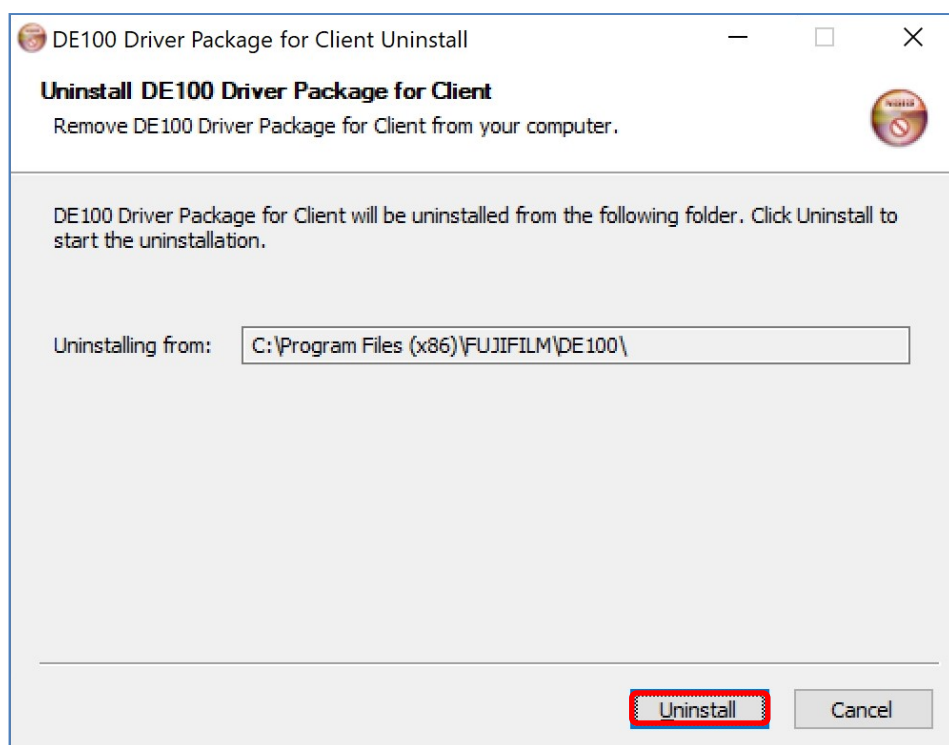 DE100 Driver Package for Client Uninstall
Uninstall DE100 Driver Package for Client
Remove DE100 Driver Package for Client from your computer.
DE100 Driver Package for Client will be uninstalled from the following folder. Click Uninstall to
start the uninstallation.
Uninstalling from: C:\Program Files (x86)\FUJIFILM\DE100\
Uninstall Cancel